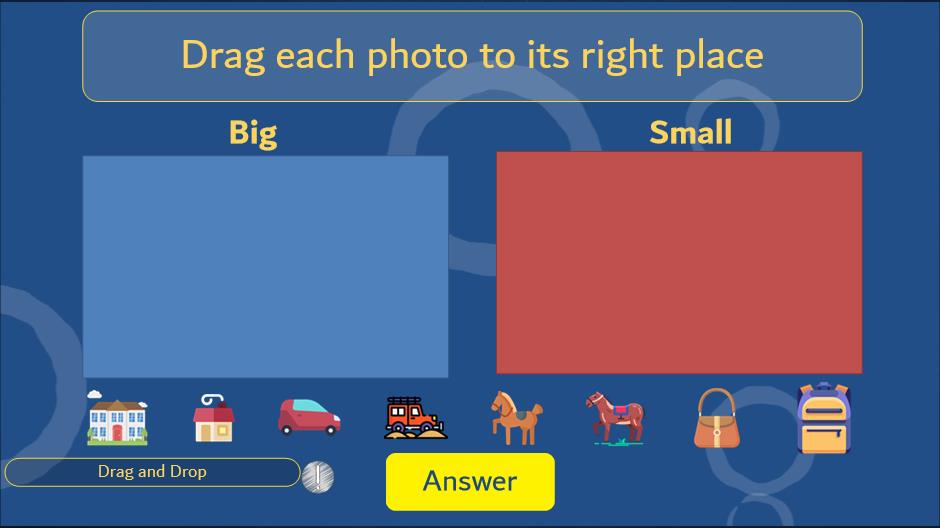 Drag each photo to its right place
Big
Small
Drag and Drop
Answer